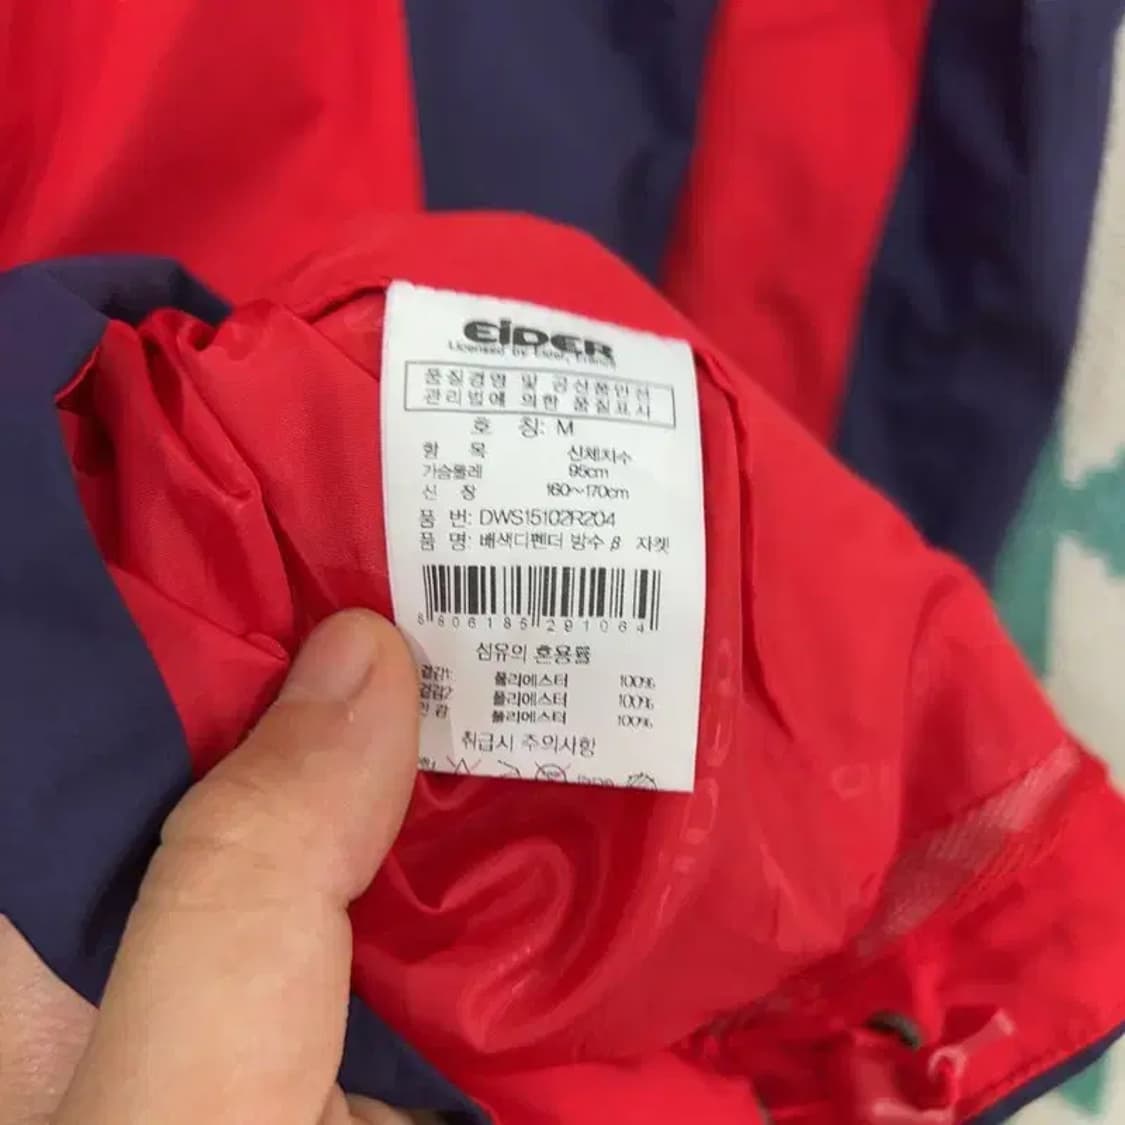 EiDER
Licensed by Eider, France
품질경영 및 공산품안전
관리법에 의한 품질표시
호 칭: M
항 목 신체치수
가슴둘레 95cm
신 장 160~170cm
품 번: DWS15102R204
품 명: 배색디펜더 방수 β 자켓
8806185291064
섬유의 혼용률
겉감1 폴리에스터 100%
겉감2 폴리에스터 100%
안감 폴리에스터 100%
취급시 주의사항